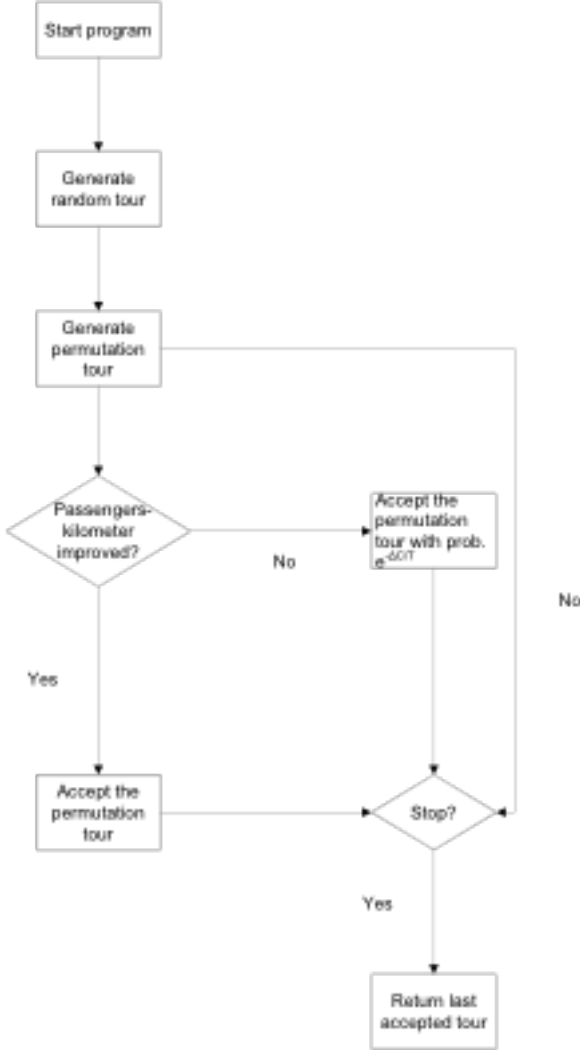 Start program
Generate
random tour
Generate
permutation
tour
Passengers-
kilometer
improved?
No
Accept the
permutation
tour with prob.
e^-ΔC/T
No
Yes
Accept the
permutation
tour
Stop?
Yes
Return last
accepted tour